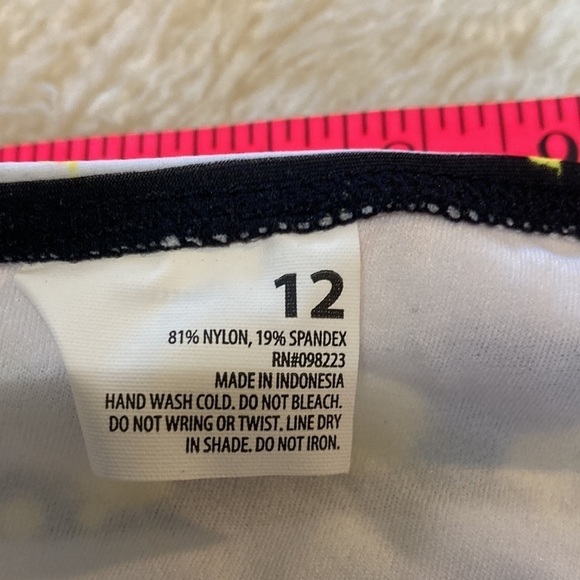 9
12
81% NYLON, 19% SPANDEX
RN#098223
MADE IN INDONESIA
HAND WASH COLD. DO NOT BLEACH.
DO NOT WRING OR TWIST. LINE DRY
IN SHADE. DO NOT IRON.